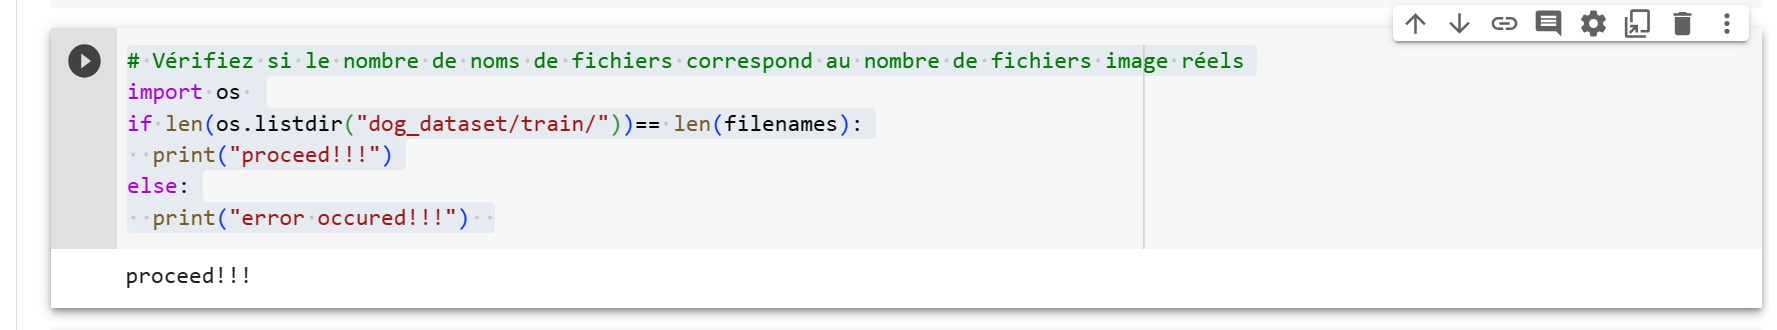 # Vérifiez si le nombre de noms de fichiers correspond au nombre de fichiers image réels
import os
if len(os.listdir("dog_dataset/train/"))== len(filenames):
  print("proceed!!!")
else:
  print("error occured!!!")
proceed!!!